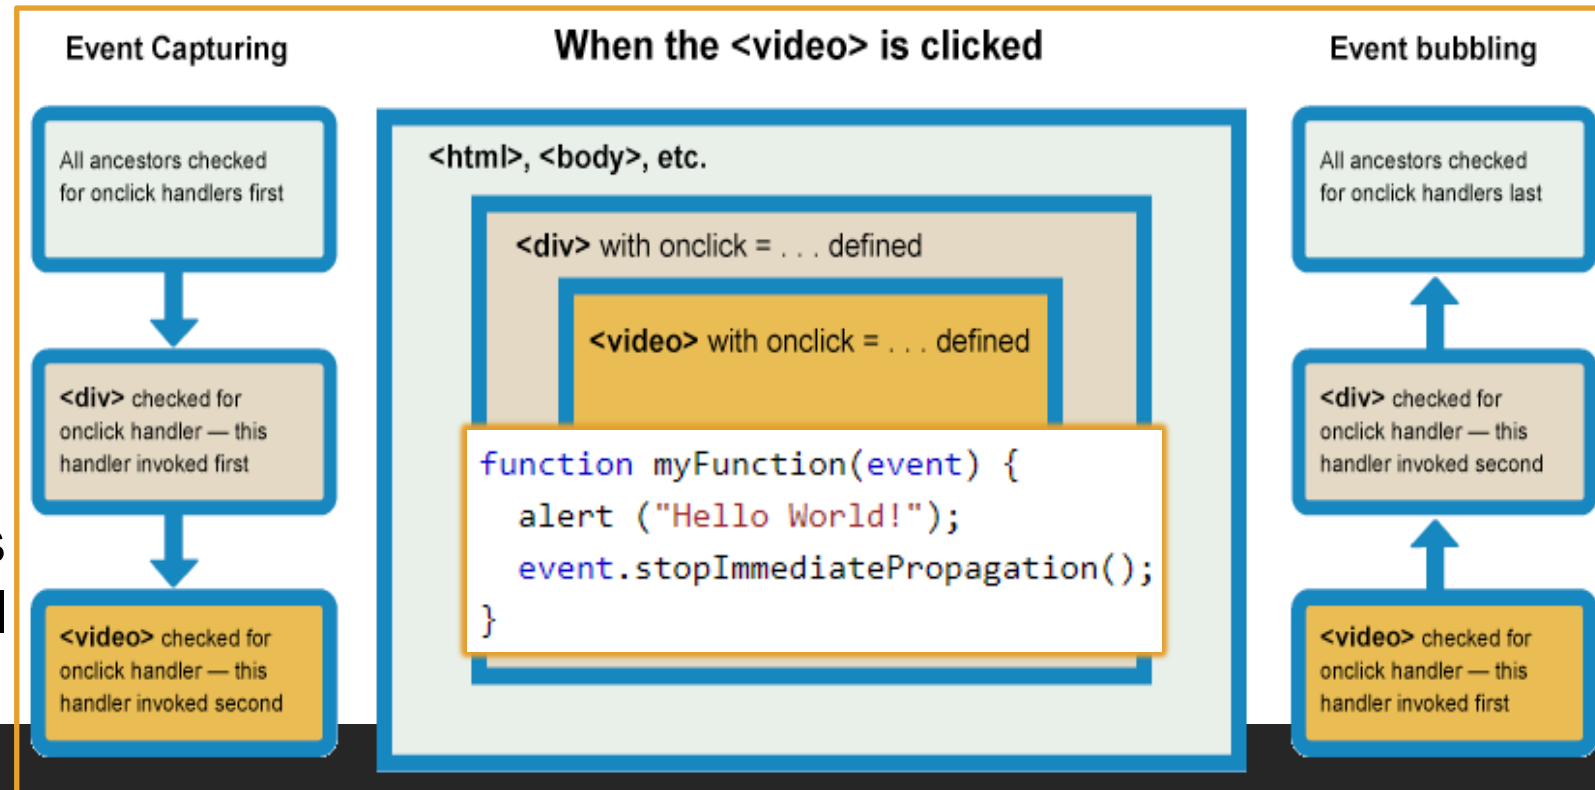 Event Capturing
When the <video> is clicked
Event bubbling
All ancestors checked
for onclick handlers first
<div> checked for
onclick handler — this
handler invoked first
<video> checked for
onclick handler — this
handler invoked second
<html>, <body>, etc.
<div> with onclick = . . . defined
<video> with onclick = . . . defined
function myFunction(event) {
  alert ("Hello World!");
  event.stopImmediatePropagation();
}
All ancestors checked
for onclick handlers last
<div> checked for
onclick handler — this
handler invoked second
<video> checked for
onclick handler — this
handler invoked first